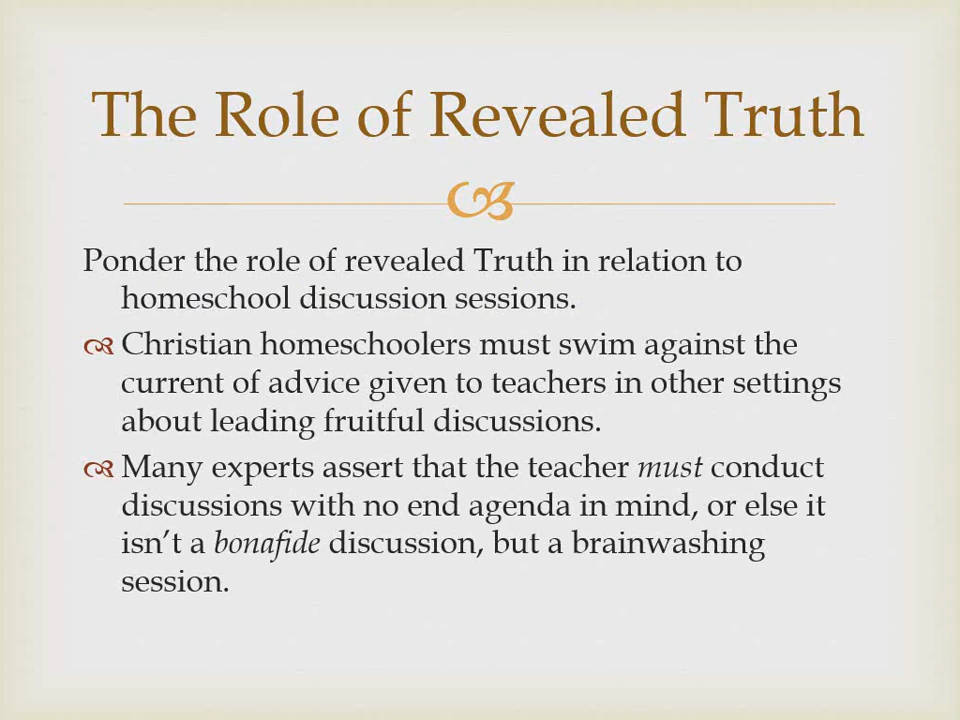 The Role of Revealed Truth
Ponder the role of revealed Truth in relation to
homeschool discussion sessions.
Christian homeschoolers must swim against the
current of advice given to teachers in other settings
about leading fruitful discussions.
Many experts assert that the teacher must conduct
discussions with no end agenda in mind, or else it
isn’t a bonafide discussion, but a brainwashing
session.